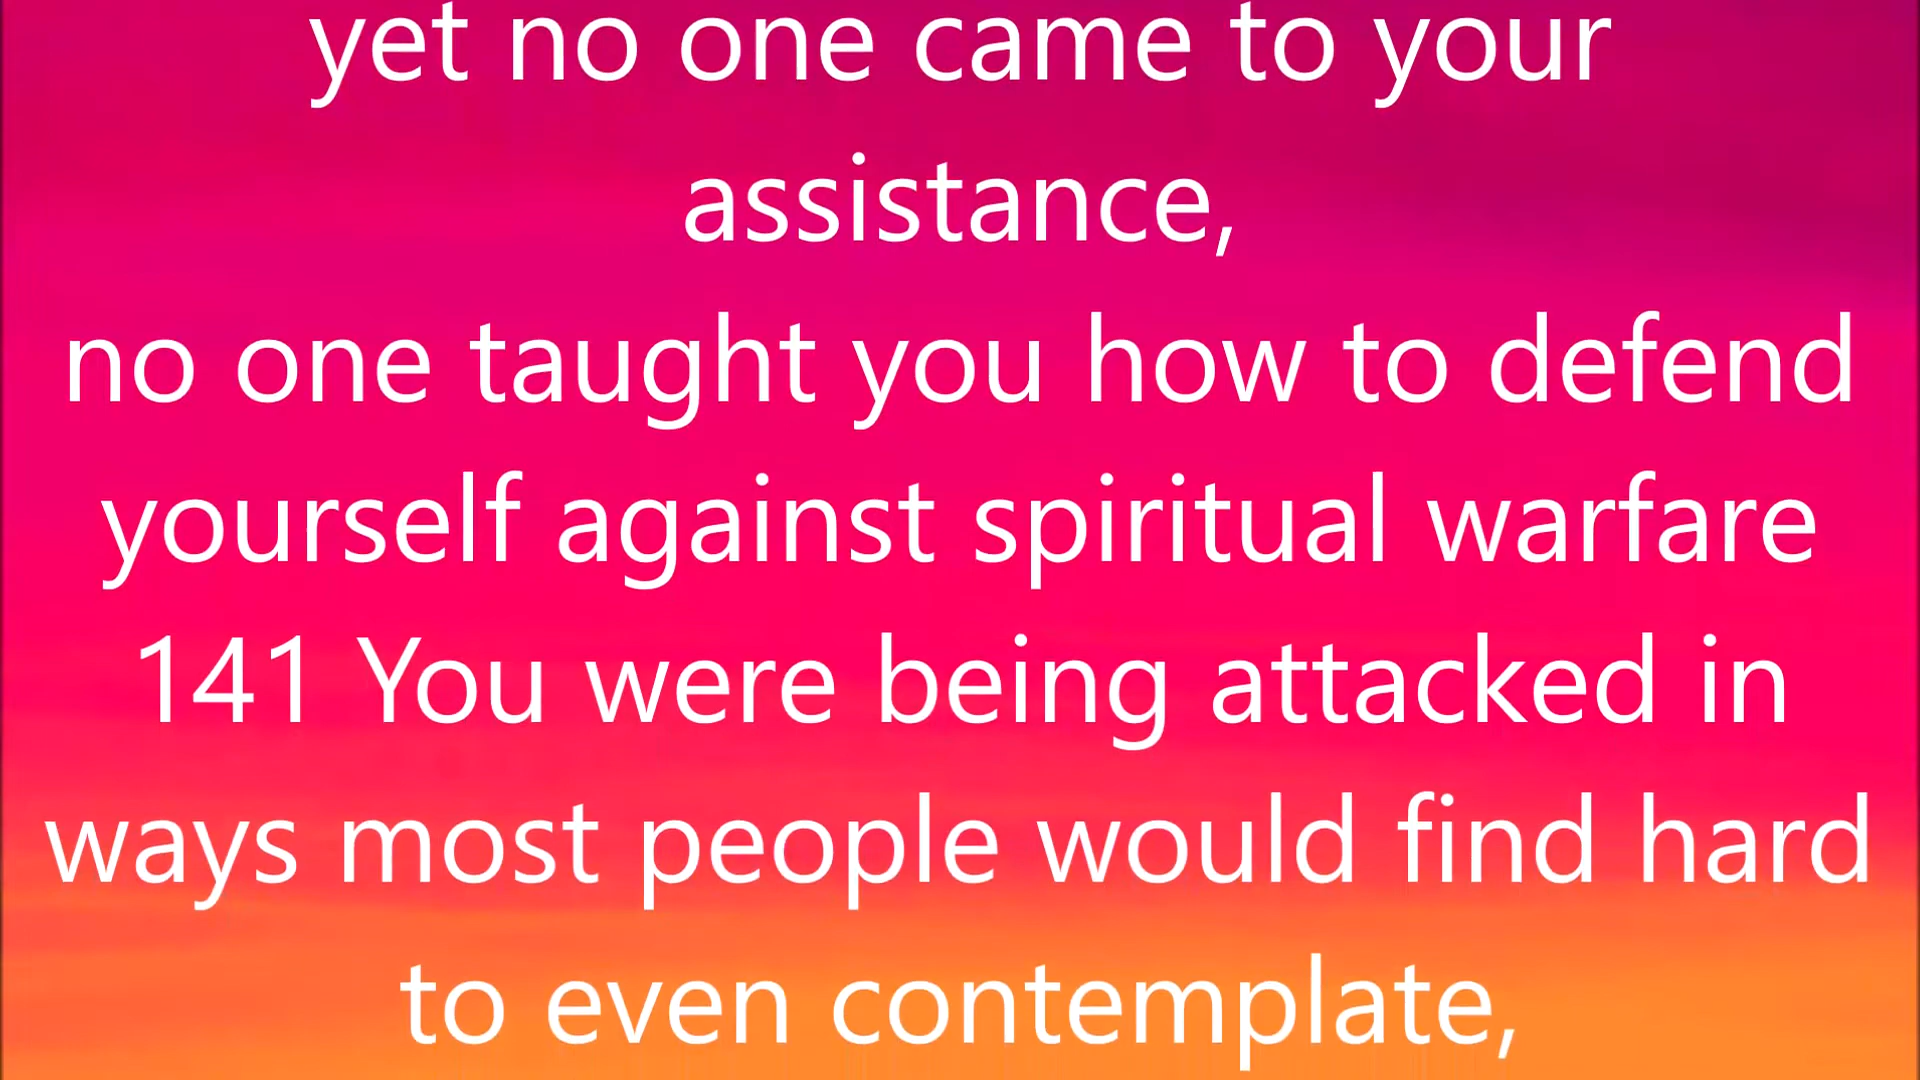 yet no one came to your
assistance,
no one taught you how to defend
yourself against spiritual warfare
141 You were being attacked in
ways most people would find hard
to even contemplate,